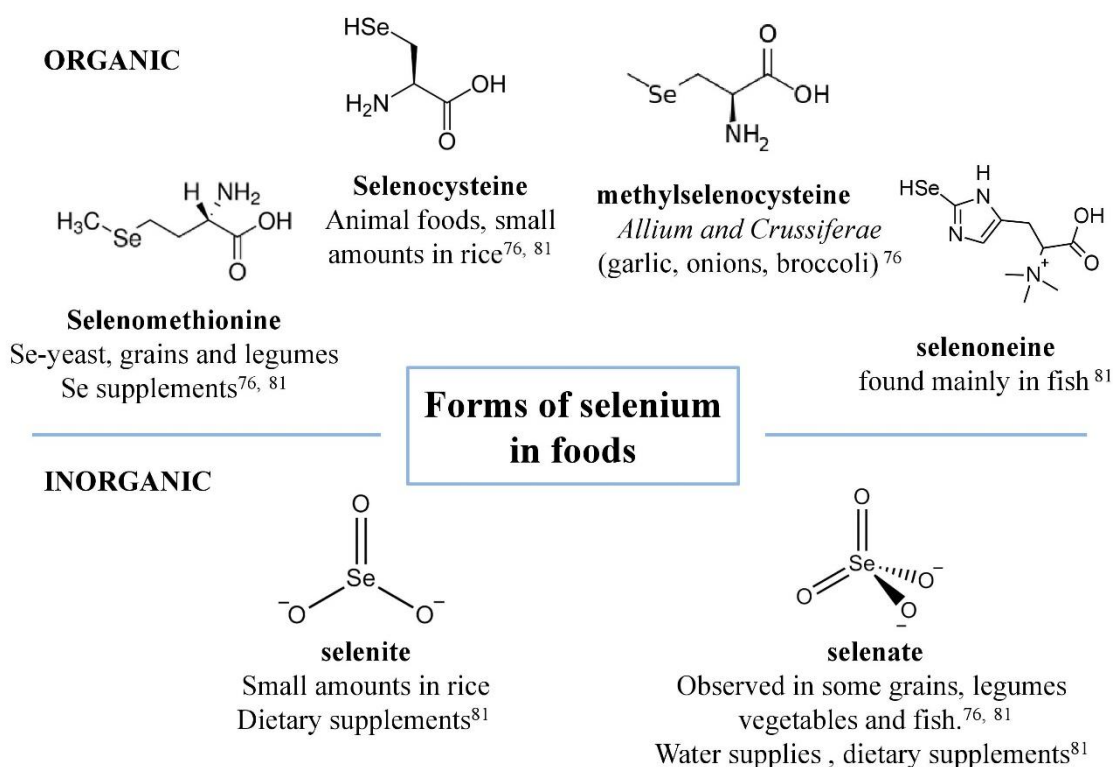 ORGANIC
HSe
H₂N
OH
O
Selenocysteine
Animal foods, small
amounts in rice⁷⁶, ⁸¹
O
Se
OH
NH₂
methylselenocysteine
Allium and Crussiferae
(garlic, onions, broccoli) ⁷⁶
H NH₂
H₃C
Se
OH
O
Selenomethionine
Se-yeast, grains and legumes
Se supplements⁷⁶, ⁸¹
H
HSe
N
N
OH
O
N⁺
selenoneine
found mainly in fish ⁸¹
Forms of selenium
in foods
INORGANIC
O
Se
⁻O
O⁻
selenite
Small amounts in rice
Dietary supplements⁸¹
O
Se
O
O⁻
O⁻
selenate
Observed in some grains, legumes
vegetables and fish.⁷⁶, ⁸¹
Water supplies , dietary supplements⁸¹